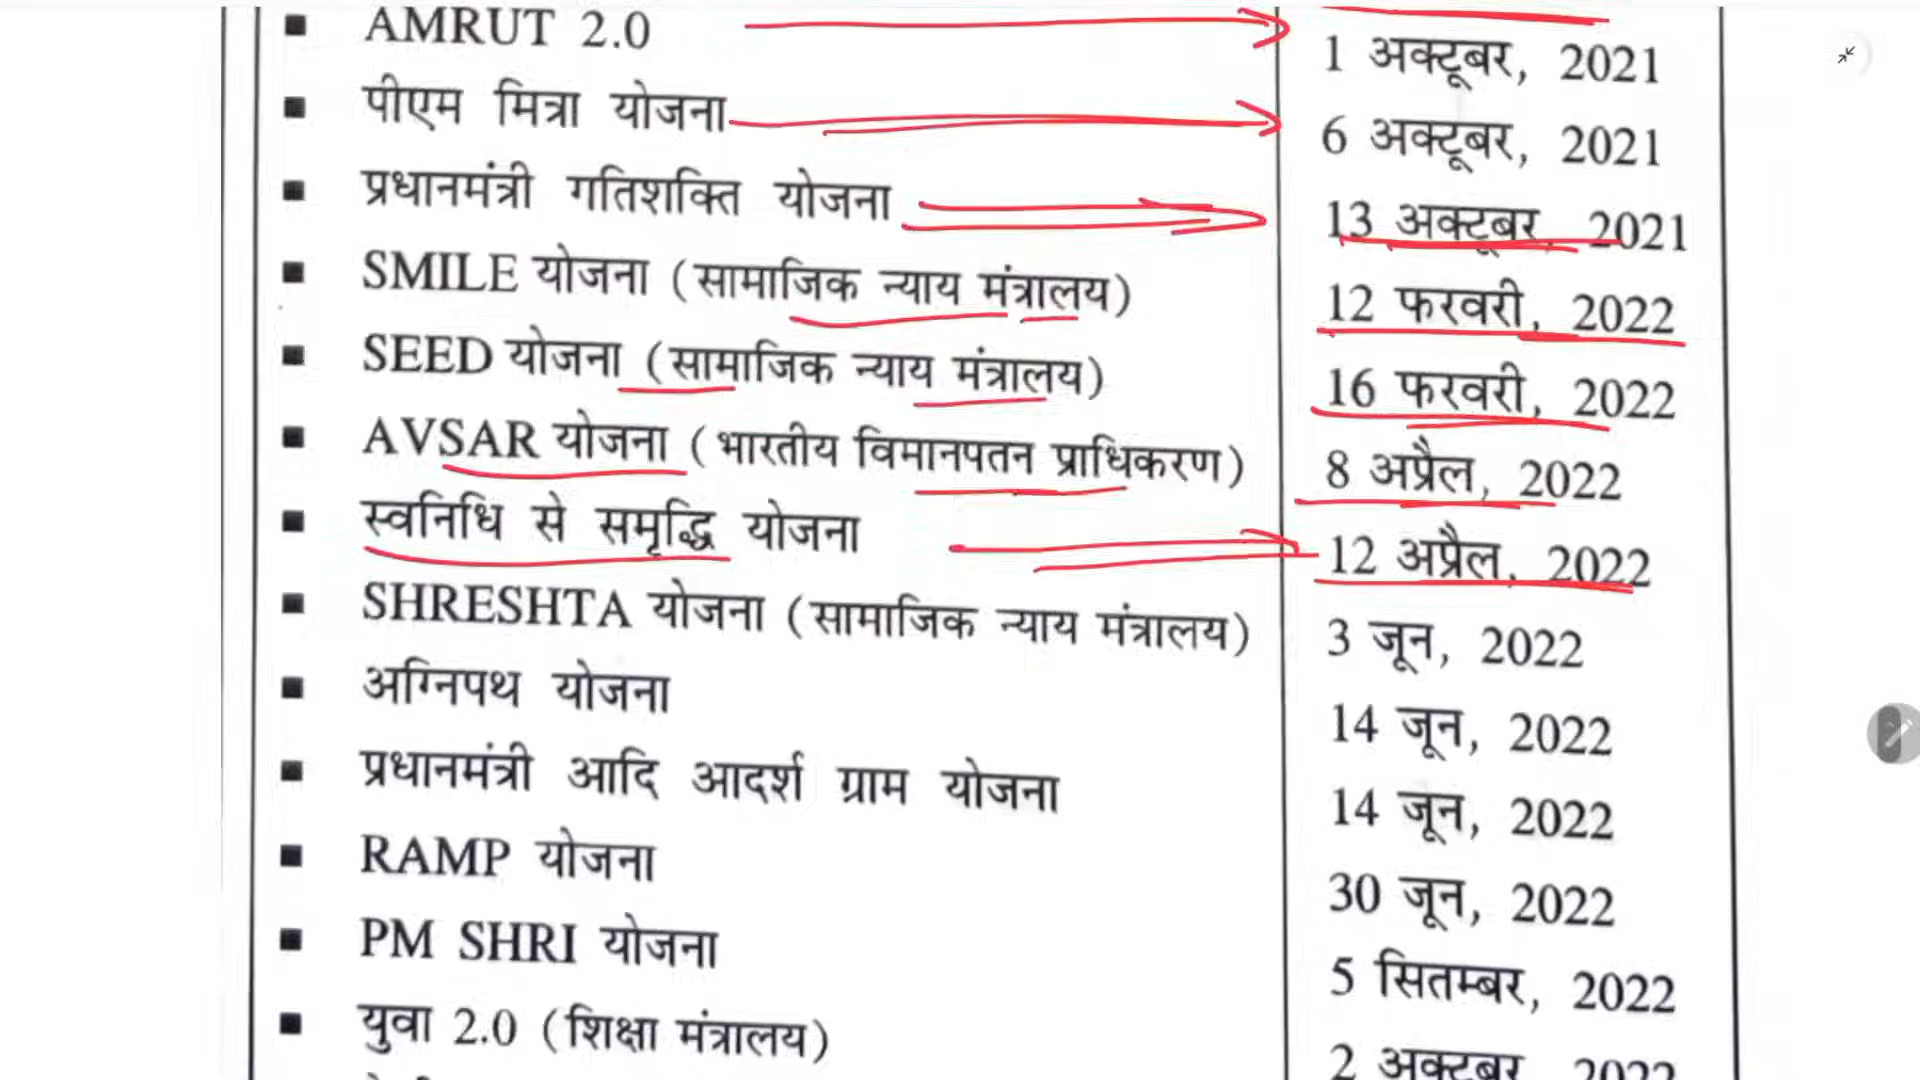 AMRUT 2.0 1 अक्टूबर, 2021
पीएम मित्रा योजना 6 अक्टूबर, 2021
प्रधानमंत्री गतिशक्ति योजना 13 अक्टूबर, 2021
SMILE योजना (सामाजिक न्याय मंत्रालय) 12 फरवरी, 2022
SEED योजना (सामाजिक न्याय मंत्रालय) 16 फरवरी, 2022
AVSAR योजना (भारतीय विमानपतन प्राधिकरण) 8 अप्रैल, 2022
स्वनिधि से समृद्धि योजना 12 अप्रैल, 2022
SHRESHTA योजना (सामाजिक न्याय मंत्रालय) 3 जून, 2022
अग्निपथ योजना 14 जून, 2022
प्रधानमंत्री आदि आदर्श ग्राम योजना 14 जून, 2022
RAMP योजना 30 जून, 2022
PM SHRI योजना 5 सितम्बर, 2022
युवा 2.0 (शिक्षा मंत्रालय) 2 अक्टूबर, 2022